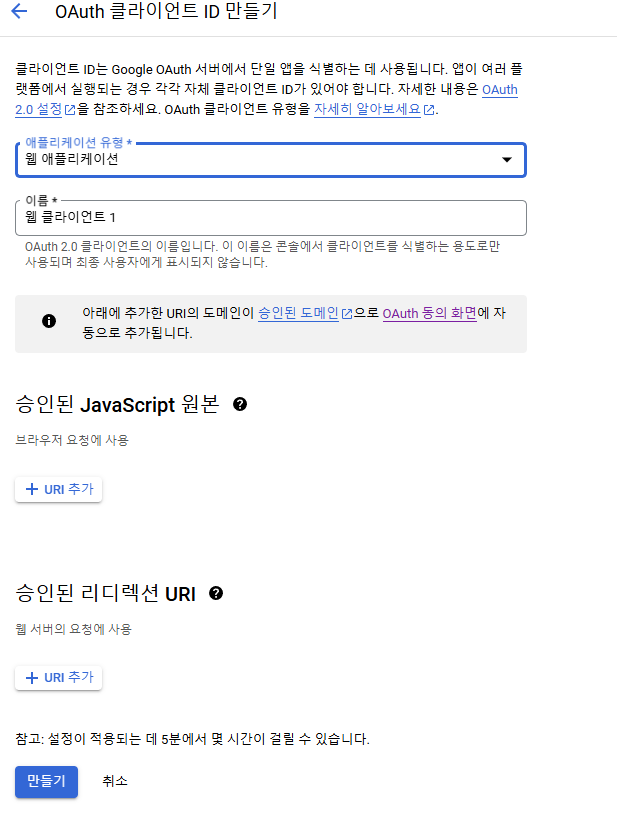 OAuth 클라이언트 ID 만들기
클라이언트 ID는 Google OAuth 서버에서 단일 앱을 식별하는 데 사용됩니다. 앱이 여러 플
랫폼에서 실행되는 경우 각각 자체 클라이언트 ID가 있어야 합니다. 자세한 내용은 OAuth
2.0 설정을 참조하세요. OAuth 클라이언트 유형을 자세히 알아보세요.
애플리케이션 유형 *
웹 애플리케이션
이름 *
웹 클라이언트 1
OAuth 2.0 클라이언트의 이름입니다. 이 이름은 콘솔에서 클라이언트를 식별하는 용도로만
사용되며 최종 사용자에게 표시되지 않습니다.
아래에 추가한 URI의 도메인이 승인된 도메인으로 OAuth 동의 화면에 자
동으로 추가됩니다.
승인된 JavaScript 원본
브라우저 요청에 사용
+ URI 추가
승인된 리디렉션 URI
웹 서버의 요청에 사용
+ URI 추가
참고: 설정이 적용되는 데 5분에서 몇 시간이 걸릴 수 있습니다.
만들기 취소